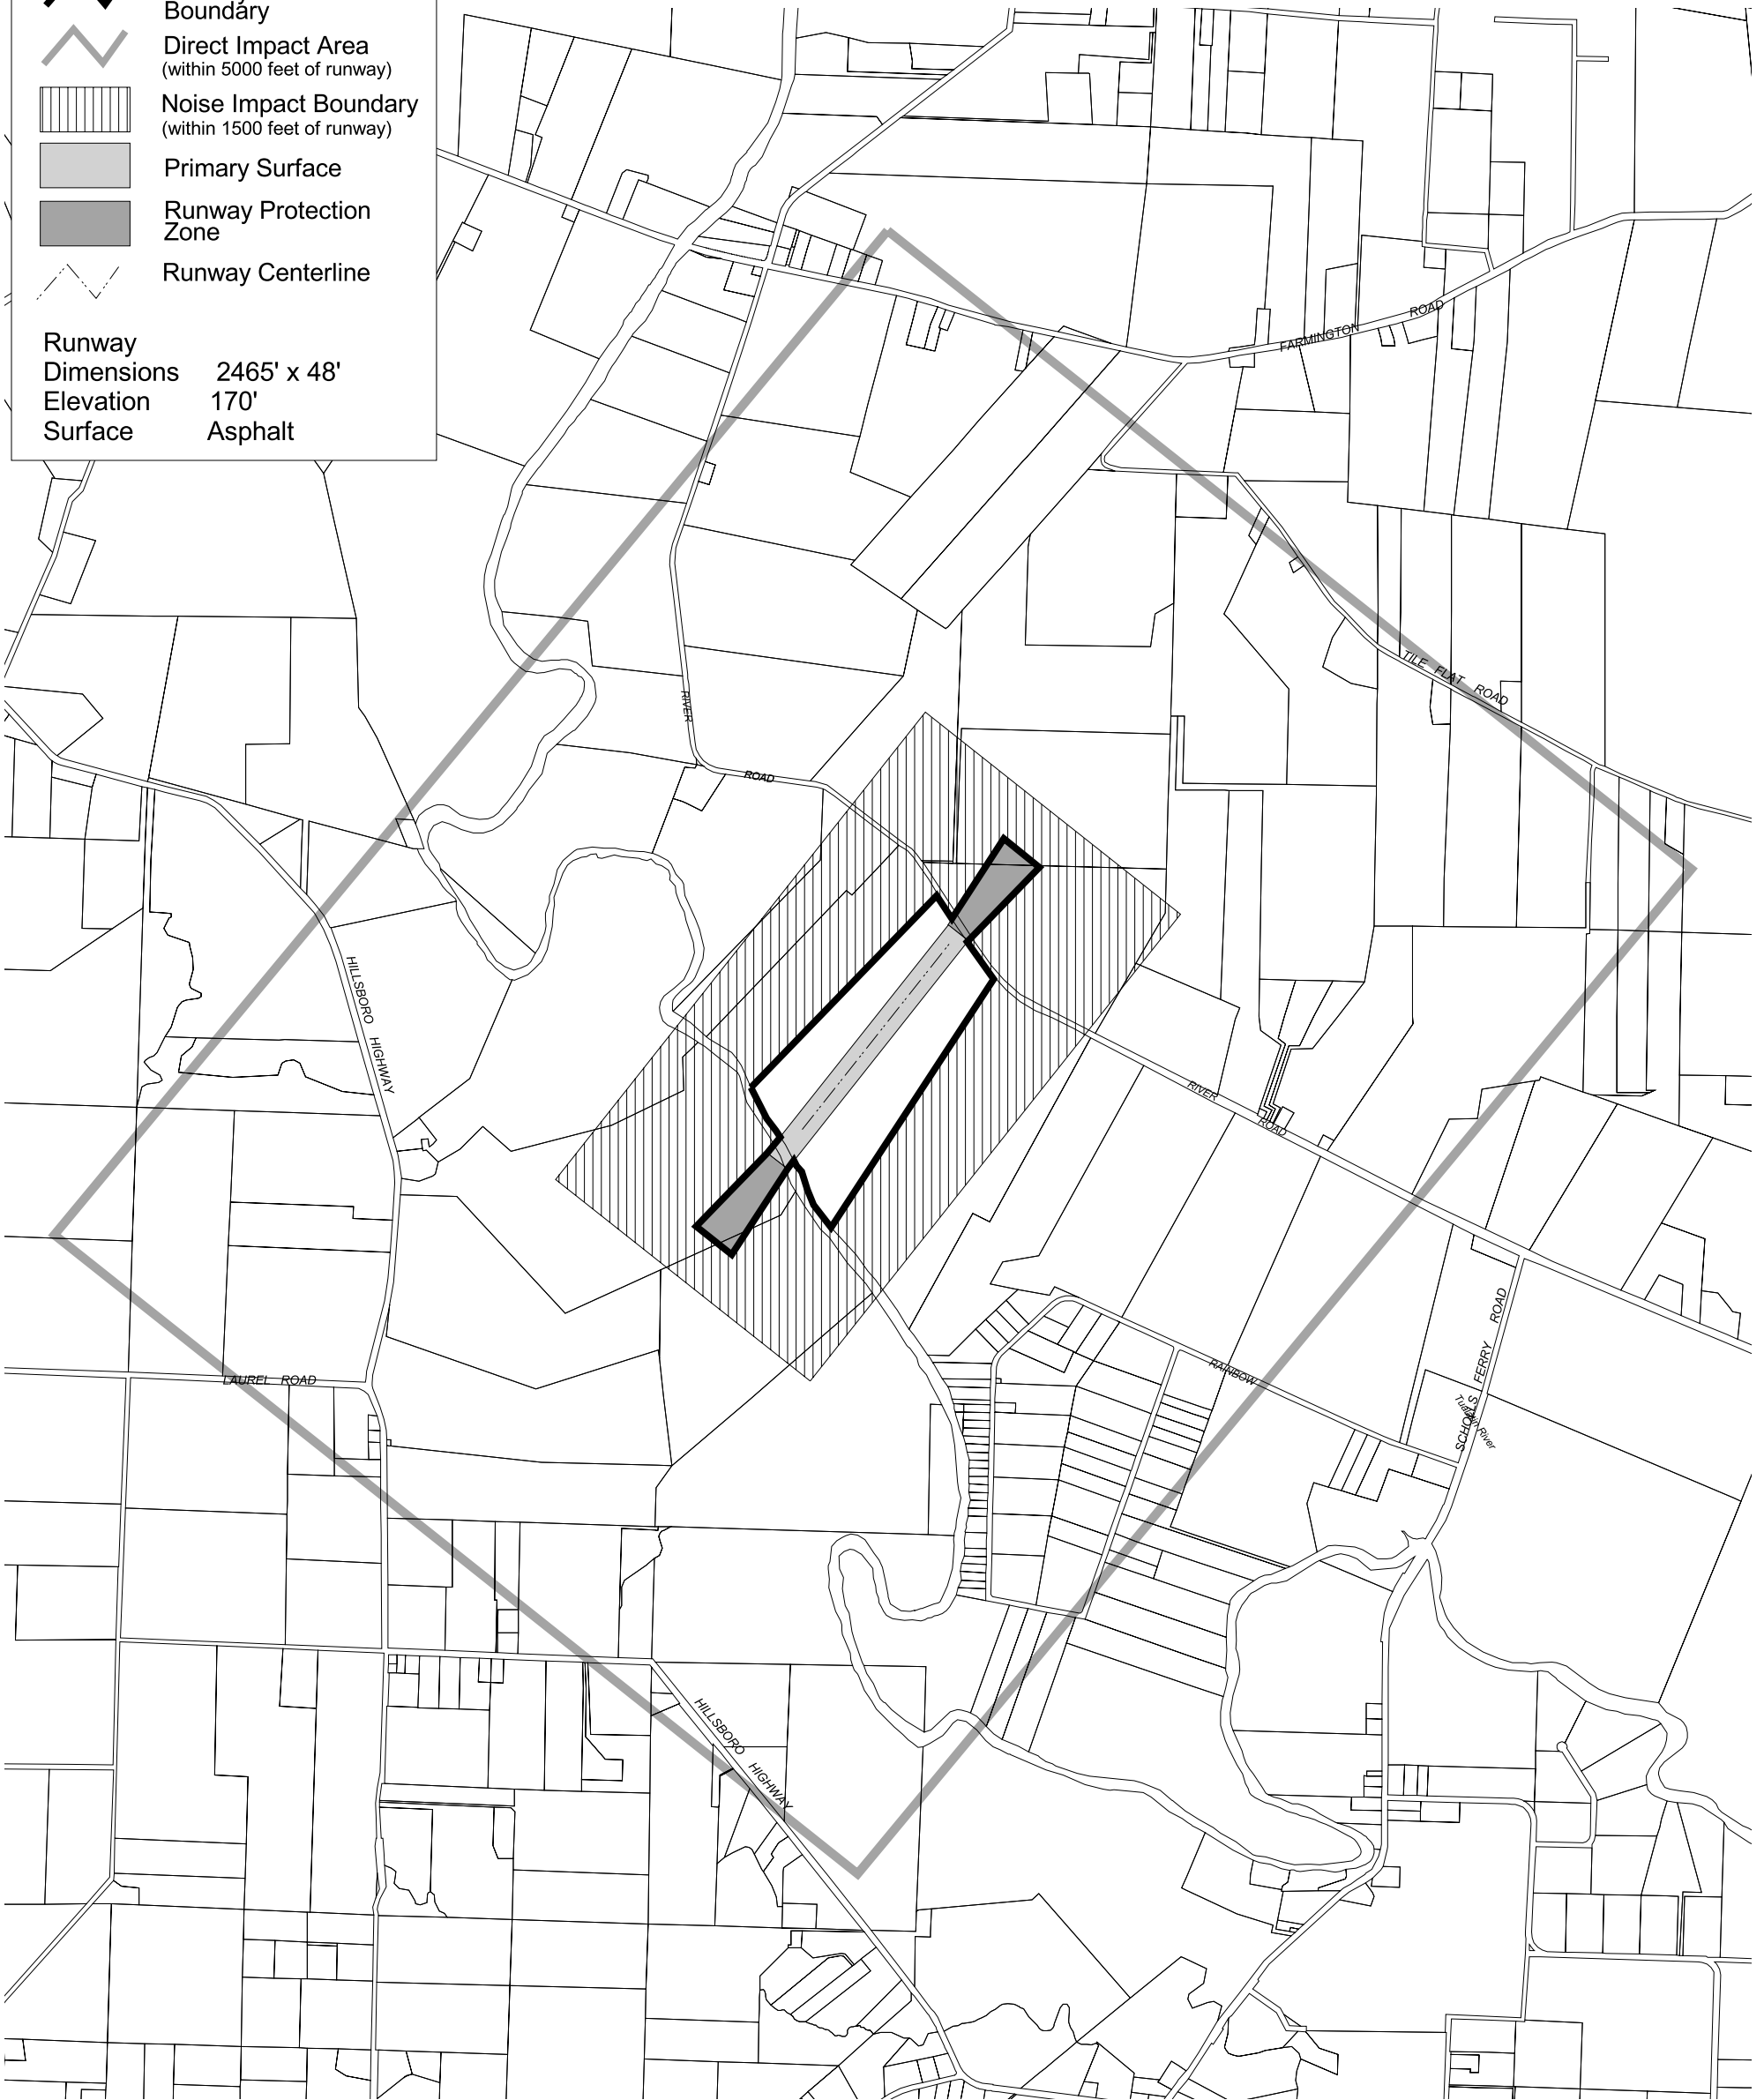 Boundary
Direct Impact Area
(within 5000 feet of runway)
Noise Impact Boundary
(within 1500 feet of runway)
Primary Surface
Runway Protection
Zone
Runway Centerline
Runway
Dimensions 2465' x 48'
Elevation 170'
Surface Asphalt
FARMINGTON ROAD
TILE FLAT ROAD
RIVER
ROAD
HILLSBORO HIGHWAY
RIVER
ROAD
SCHOLLS FERRY ROAD
RAINBOW
LAUREL ROAD
Tualatin River
HILLSBORO HIGHWAY